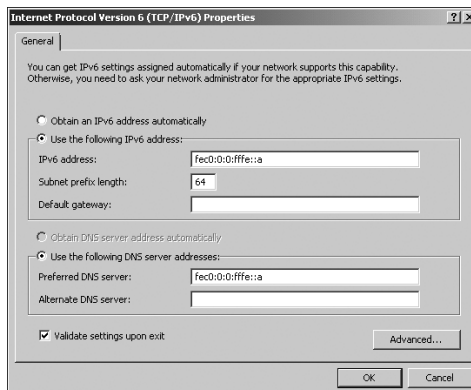 Internet Protocol Version 6 (TCP/IPv6) Properties
General
You can get IPv6 settings assigned automatically if your network supports this capability.
Otherwise, you need to ask your network administrator for the appropriate IPv6 settings.
Obtain an IPv6 address automatically
Use the following IPv6 address:
IPv6 address: fec0:0:0:fffe::a
Subnet prefix length: 64
Default gateway:
Obtain DNS server address automatically
Use the following DNS server addresses:
Preferred DNS server: fec0:0:0:fffe::a
Alternate DNS server:
Validate settings upon exit
Advanced...
OK Cancel